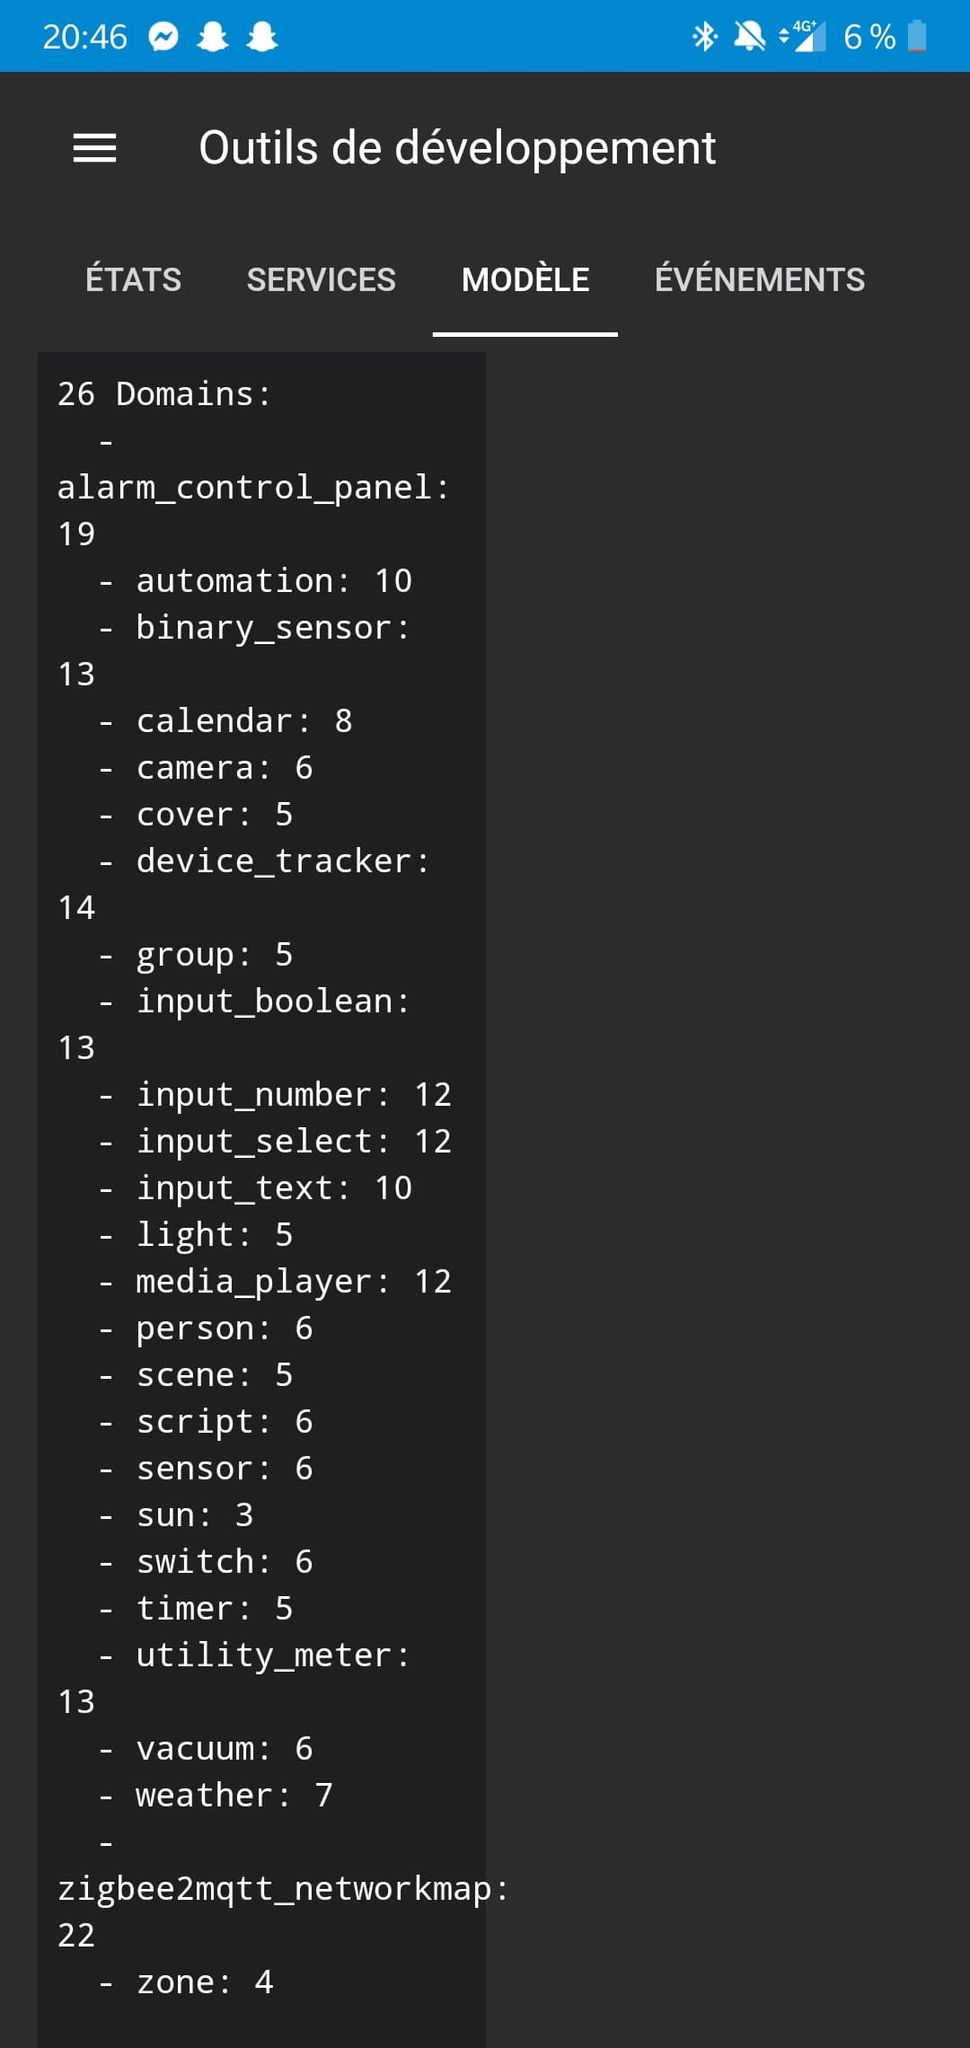 20:46 4G+ 6 %
Outils de développement
ÉTATS SERVICES MODÈLE ÉVÉNEMENTS
26 Domains:
-
alarm_control_panel:
19
- automation: 10
- binary_sensor:
13
- calendar: 8
- camera: 6
- cover: 5
- device_tracker:
14
- group: 5
- input_boolean:
13
- input_number: 12
- input_select: 12
- input_text: 10
- light: 5
- media_player: 12
- person: 6
- scene: 5
- script: 6
- sensor: 6
- sun: 3
- switch: 6
- timer: 5
- utility_meter:
13
- vacuum: 6
- weather: 7
-
zigbee2mqtt_networkmap:
22
- zone: 4